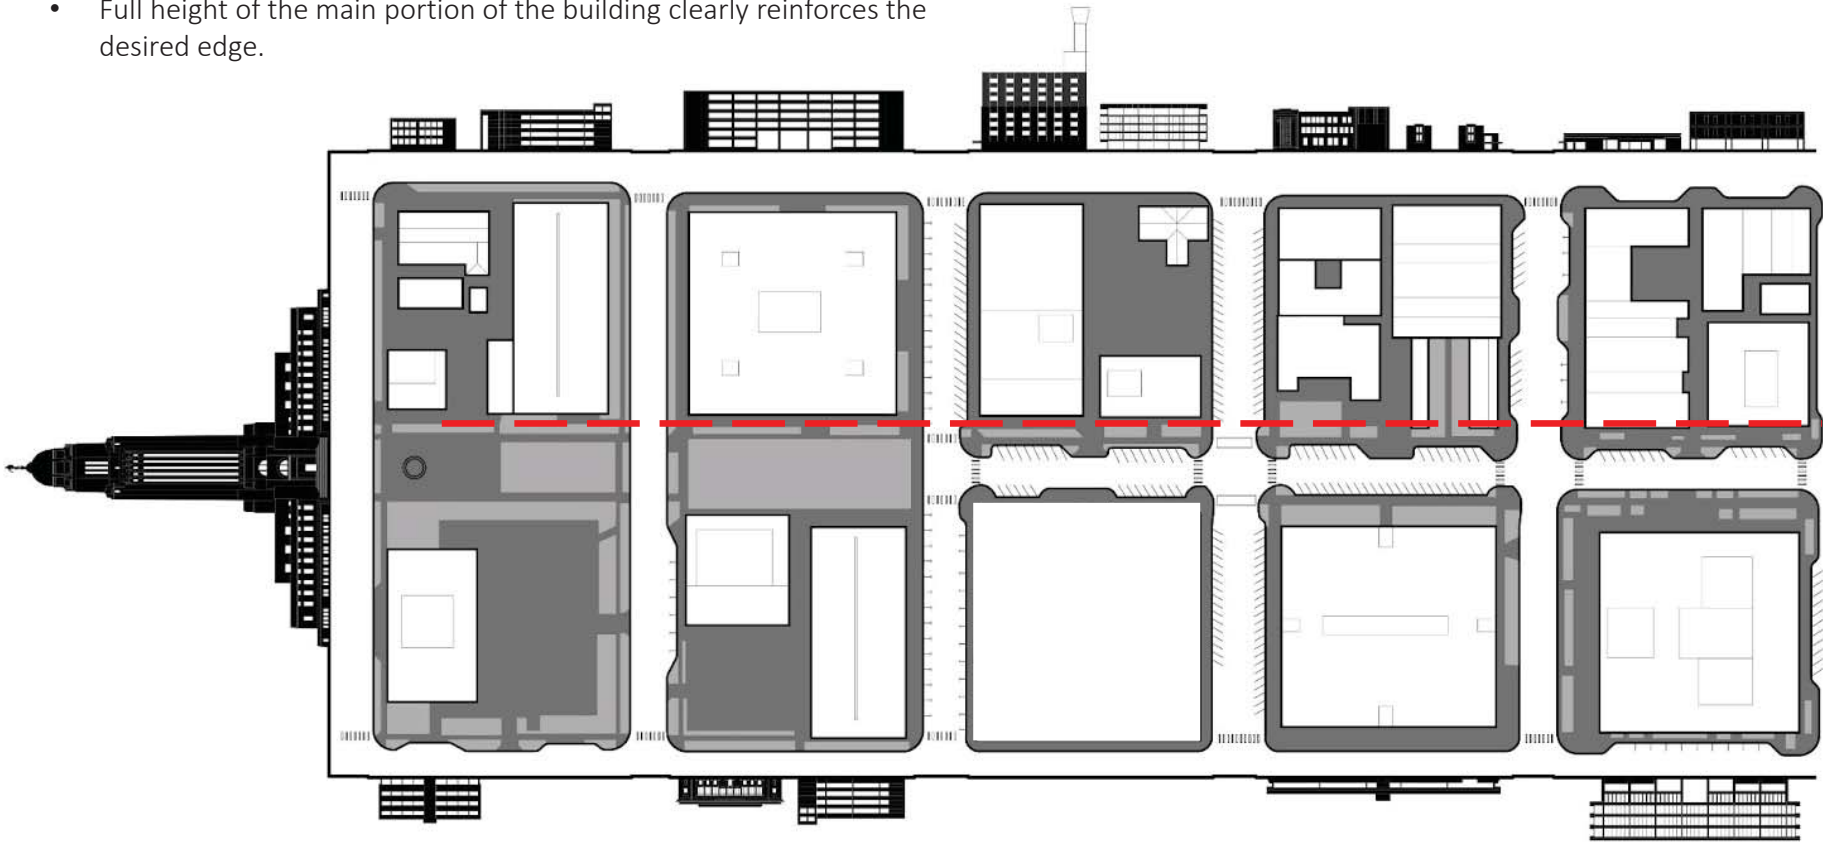 • Full height of the main portion of the building clearly reinforces the
desired edge.